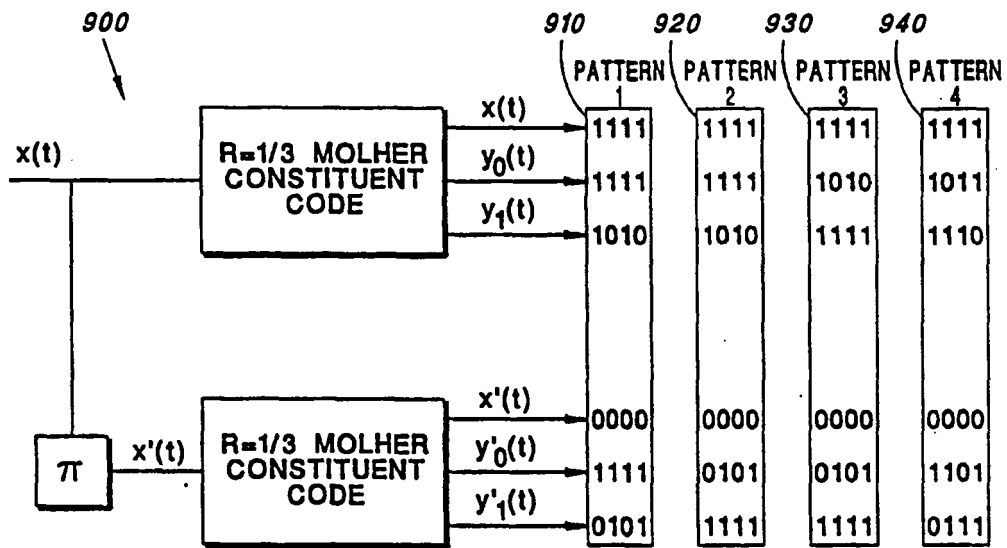 900
910
920
930
940
PATTERN 1
PATTERN 2
PATTERN 3
PATTERN 4
x(t)
R=1/3 MOLHER
CONSTITUENT
CODE
x(t)
y0(t)
y1(t)
1111 1111 1111 1111
1111 1111 1010 1011
1010 1010 1111 1110
π
x'(t)
R=1/3 MOLHER
CONSTITUENT
CODE
x'(t)
y'0(t)
y'1(t)
0000 0000 0000 0000
1111 0101 0101 1101
0101 1111 1111 0111